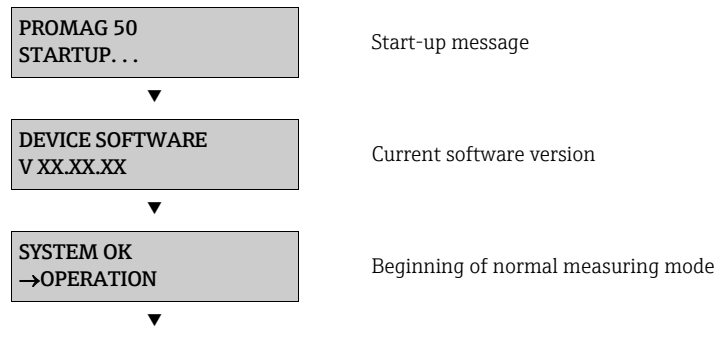 PROMAG 50
STARTUP. . .
Start-up message
▼
DEVICE SOFTWARE
V XX.XX.XX
Current software version
▼
SYSTEM OK
→OPERATION
Beginning of normal measuring mode
▼